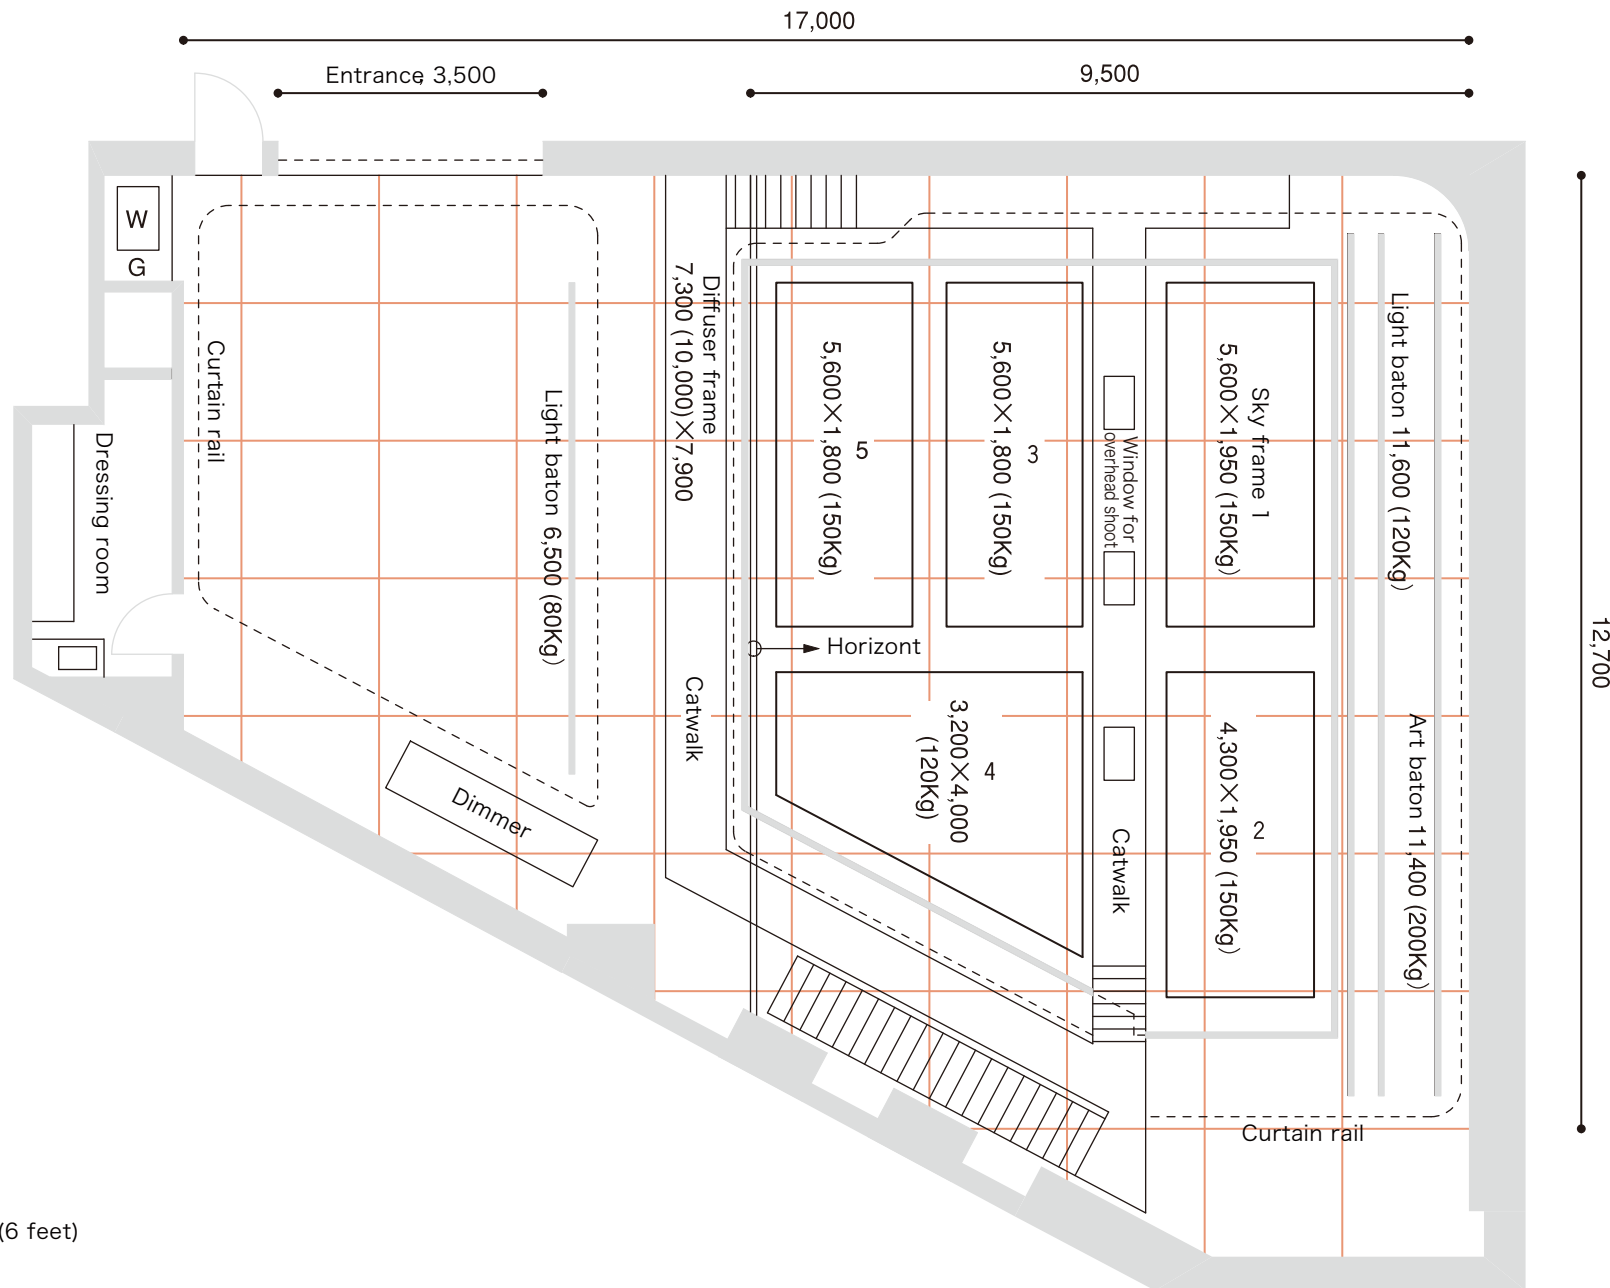 17,000
Entrance 3,500
9,500
W
G
Curtain rail
Dressing room
Light baton 6,500 (80Kg)
Diffuser frame
7,300 (10,000)×7,900
Catwalk
Dimmer
5
5,600×1,800 (150Kg)
3
5,600×1,800 (150Kg)
Window for
overhead shoot
Sky frame 1
5,600×1,950 (150Kg)
Light baton 11,600 (120Kg)
Horizont
4
3,200×4,000
(120Kg)
Catwalk
2
4,300×1,950 (150Kg)
Art baton 11,400 (200Kg)
12,700
Curtain rail
(6 feet)